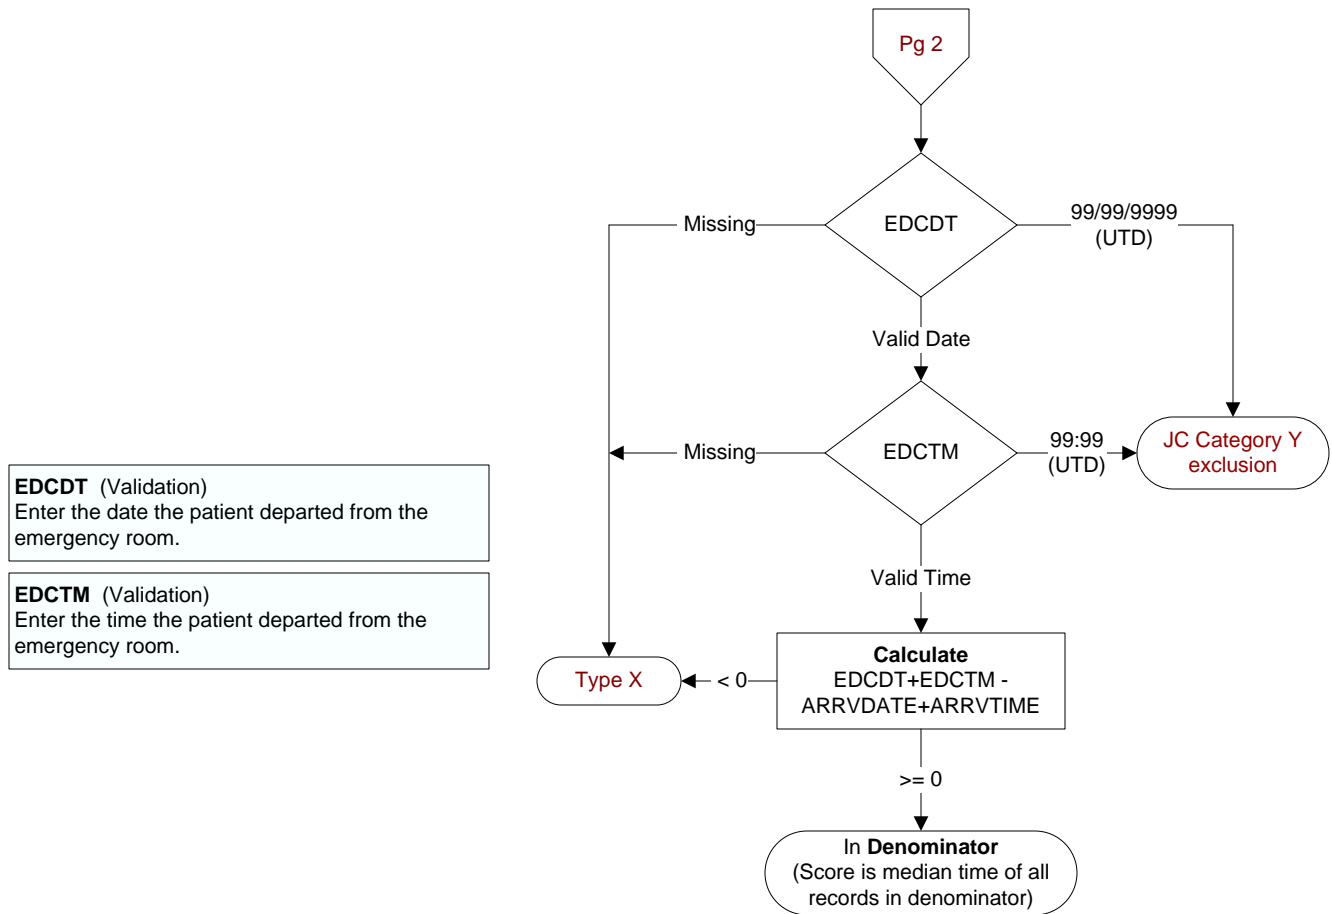 Pg 2
EDCDT
Missing
99/99/9999
(UTD)
Valid Date
EDCTM
Missing
99:99
(UTD)
JC Category Y
exclusion
EDCDT (Validation)
Enter the date the patient departed from the
emergency room.
EDCTM (Validation)
Enter the time the patient departed from the
emergency room.
Valid Time
Calculate
EDCDT+EDCTM -
ARRVDATE+ARRVTIME
< 0
Type X
>= 0
In Denominator
(Score is median time of all
records in denominator)